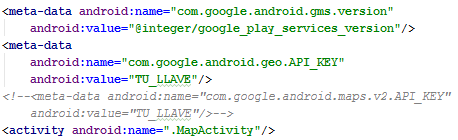 <meta-data android:name="com.google.android.gms.version"
android:value="@integer/google_play_services_version"/>
<meta-data
android:name="com.google.android.geo.API_KEY"
android:value="TU_LLAVE"/>
<!--<meta-data android:name="com.google.android.maps.v2.API_KEY"
android:value="TU_LLAVE"/>-->
<activity android:name=".MapActivity"/>